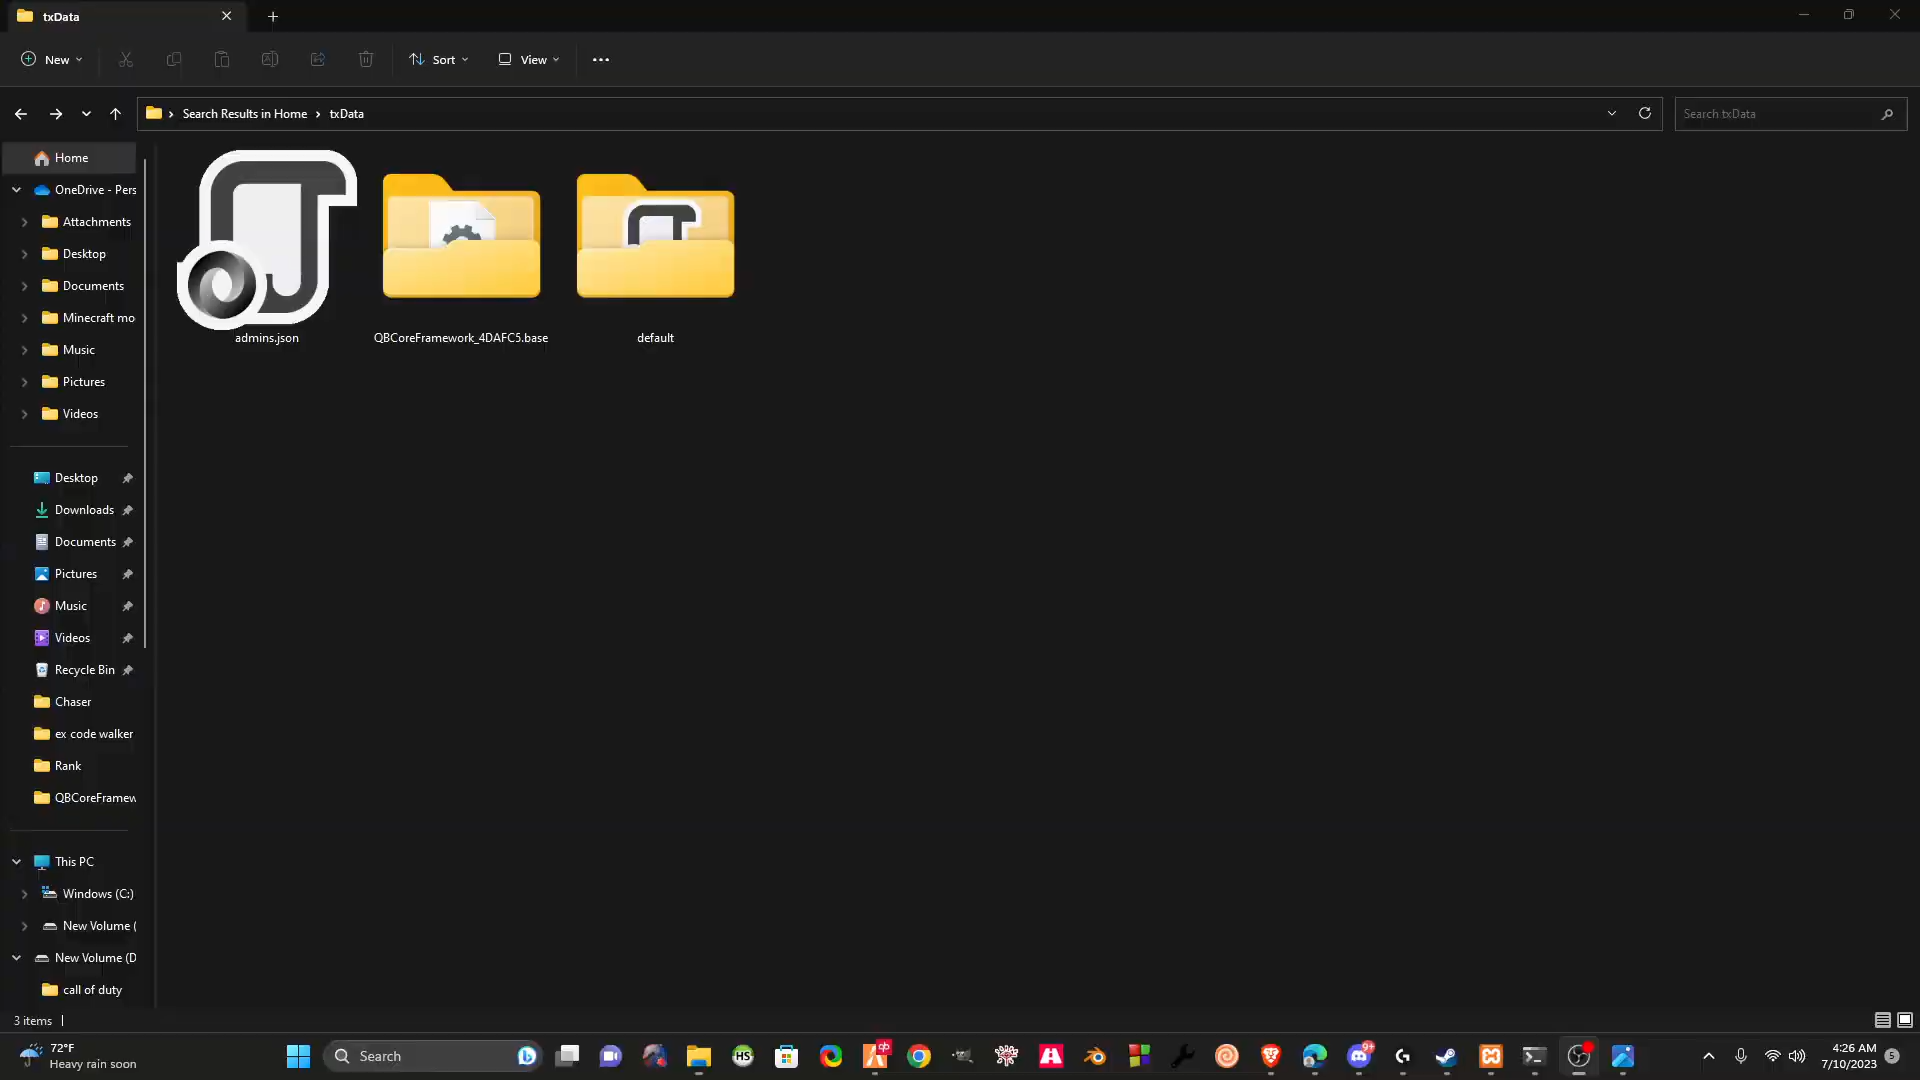 txData
New
Sort
View
Search Results in Home
txData
Search txData
Home
OneDrive - Pers
Attachments
Desktop
Documents
Minecraft mo
Music
Pictures
Videos
Desktop
Downloads
Documents
Pictures
Music
Videos
Recycle Bin
Chaser
ex code walker
Rank
QBCoreFramew
This PC
Windows (C:)
New Volume (
New Volume (D
call of duty
admins.json
QBCoreFramework_4DAFC5.base
default
3 items
72°F
Heavy rain soon
Search
HS
9+
4:26 AM
7/10/2023
5